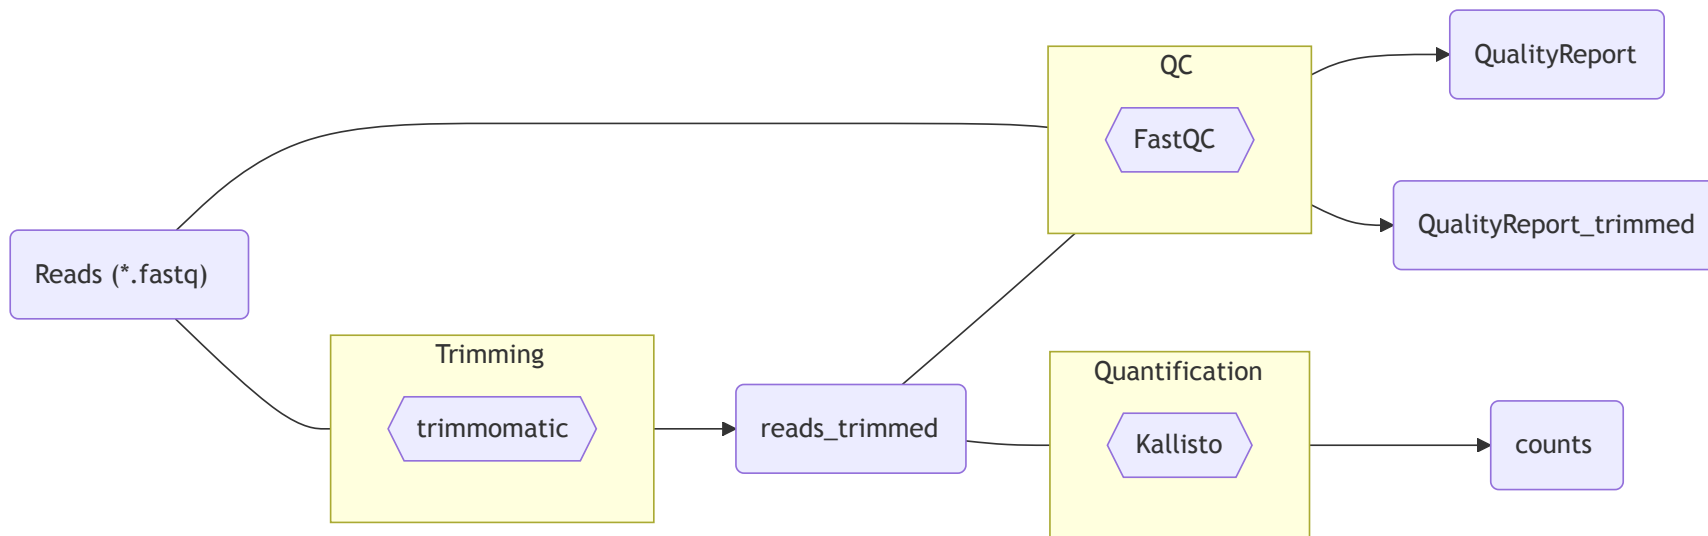 QC
QualityReport
FastQC
QualityReport_trimmed
Reads (*.fastq)
Trimming
trimmomatic
reads_trimmed
Quantification
Kallisto
counts